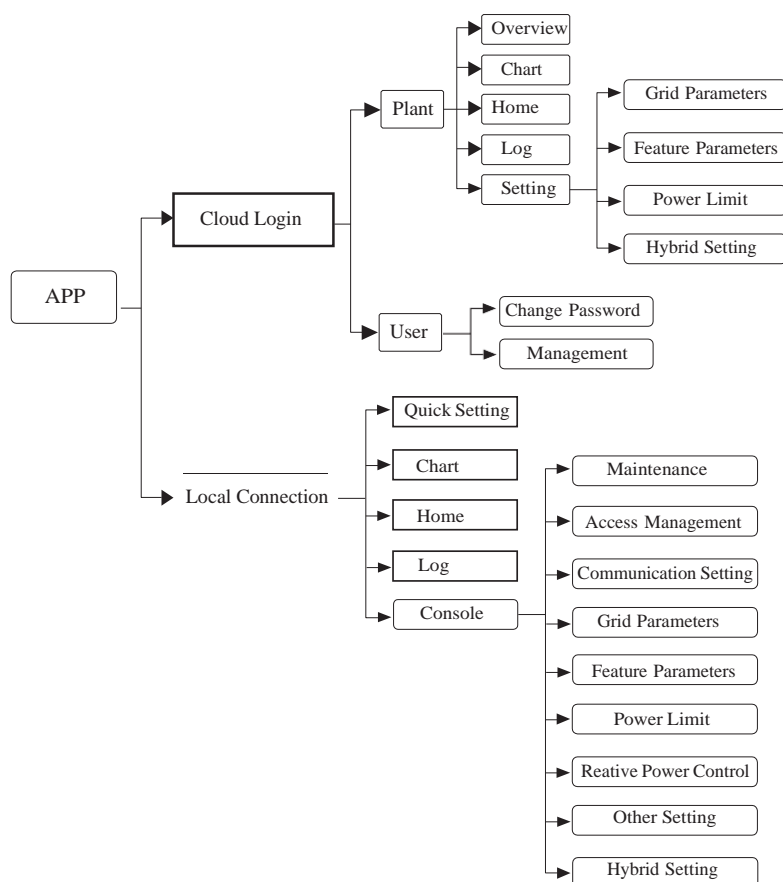 APP
Cloud Login
Plant
Overview
Chart
Home
Log
Setting
Grid Parameters
Feature Parameters
Power Limit
Hybrid Setting
User
Change Password
Management
Local Connection
Quick Setting
Chart
Home
Log
Console
Maintenance
Access Management
Communication Setting
Grid Parameters
Feature Parameters
Power Limit
Reative Power Control
Other Setting
Hybrid Setting